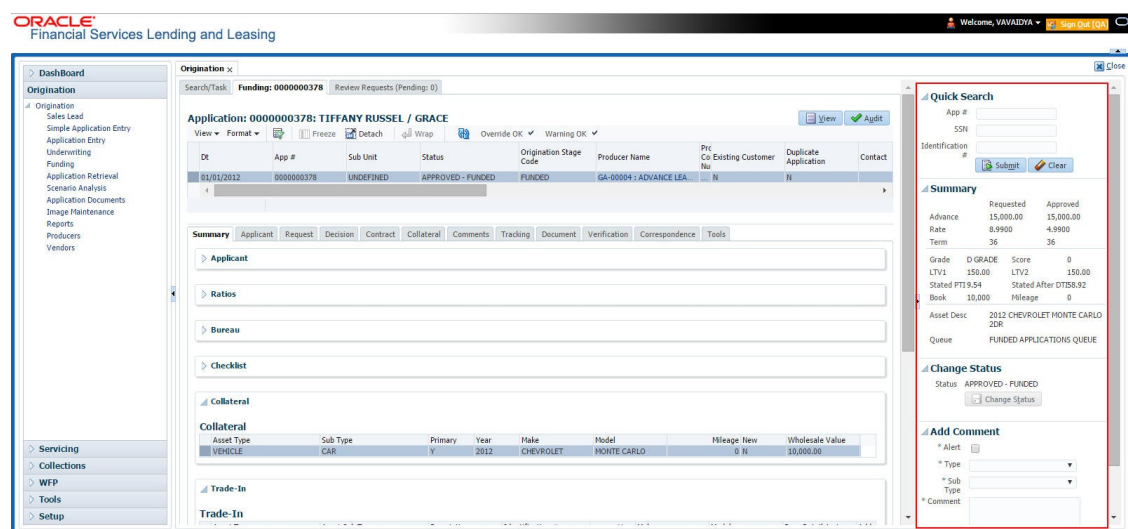 ORACLE
Financial Services Lending and Leasing
Welcome, VAVAIDYA
Sign Out [QA]
Close
DashBoard
Origination
Origination
Sales Lead
Simple Application Entry
Application Entry
Underwriting
Funding
Application Retrieval
Scenario Analysis
Application Documents
Image Maintenance
Reports
Producers
Vendors
Servicing
Collections
WFP
Tools
Setup
Origination x
Search/Task Funding: 0000000378 Review Requests (Pending: 0)
Application: 0000000378: TIFFANY RUSSEL / GRACE
View Audit
View Format Freeze Detach Wrap Override OK Warning OK
Dt App # Sub Unit Status Origination Stage Code Producer Name Prc Co Nu Existing Customer Duplicate Application Contact
01/01/2012 0000000378 UNDEFINED APPROVED - FUNDED FUNDED GA-00004 : ADVANCE LEA... ... N N
Summary Applicant Request Decision Contract Collateral Comments Tracking Document Verification Correspondence Tools
Applicant
Ratios
Bureau
Checklist
Collateral
Collateral
Asset Type Sub Type Primary Year Make Model Mileage New Wholesale Value
VEHICLE CAR Y 2012 CHEVROLET MONTE CARLO 0 N 10,000.00
Trade-In
Trade-In
Quick Search
App #
SSN
Identification #
Submit Clear
Summary
Requested Approved
Advance 15,000.00 15,000.00
Rate 8.9900 4.9900
Term 36 36
Grade D GRADE Score 0
LTV1 150.00 LTV2 150.00
Stated PTI 9.54 Stated After DTI 58.92
Book 10,000 Mileage 0
Asset Desc 2012 CHEVROLET MONTE CARLO
2DR
Queue FUNDED APPLICATIONS QUEUE
Change Status
Status APPROVED - FUNDED
Change Status
Add Comment
* Alert
* Type
* Sub
Type
* Comment